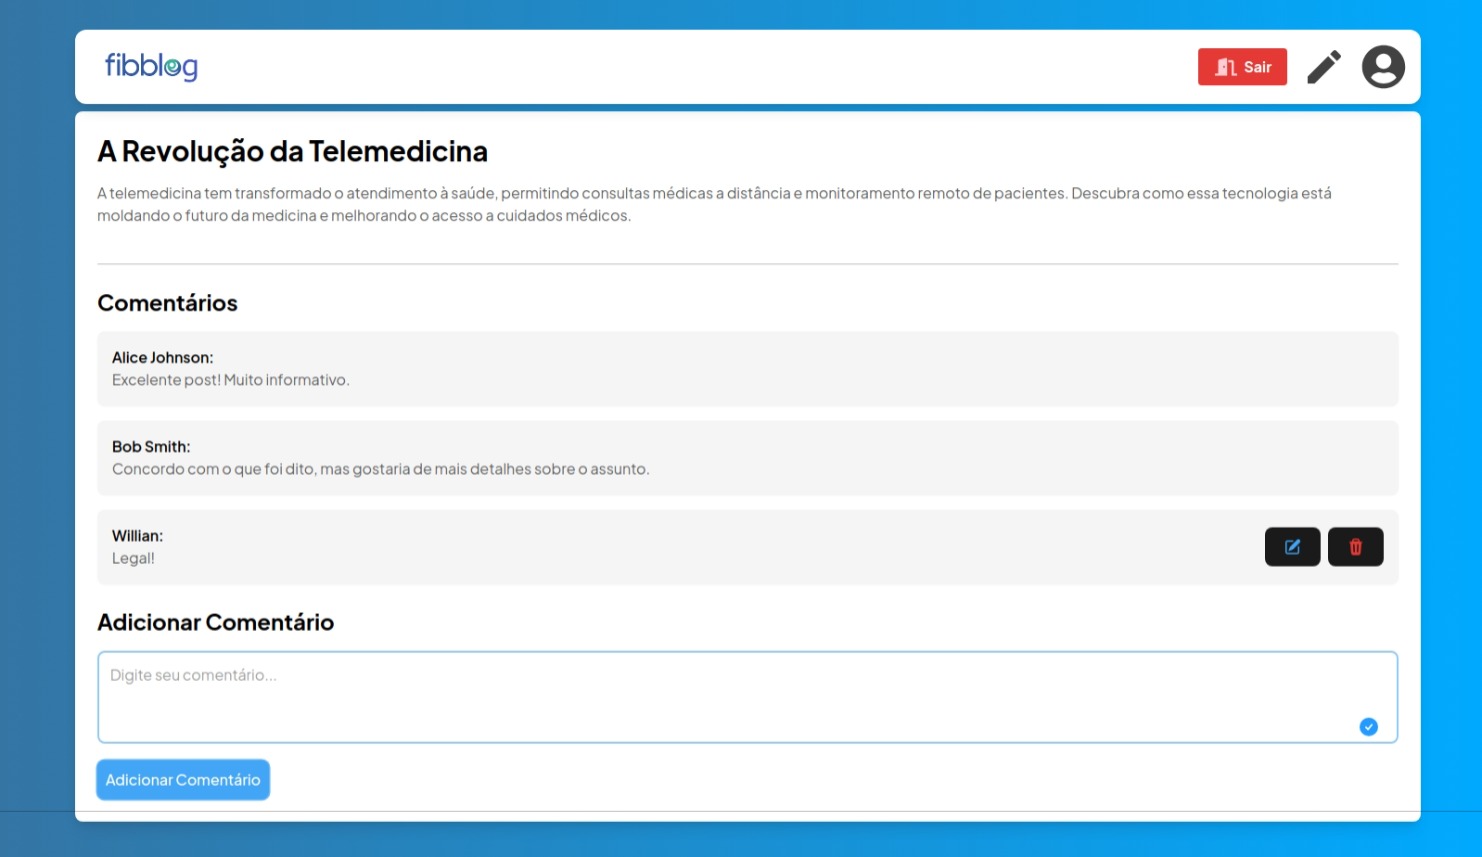 fibblog
Sair
A Revolução da Telemedicina
A telemedicina tem transformado o atendimento à saúde, permitindo consultas médicas a distância e monitoramento remoto de pacientes. Descubra como essa tecnologia está
moldando o futuro da medicina e melhorando o acesso a cuidados médicos.
Comentários
Alice Johnson:
Excelente post! Muito informativo.
Bob Smith:
Concordo com o que foi dito, mas gostaria de mais detalhes sobre o assunto.
Willian:
Legal!
Adicionar Comentário
Digite seu comentário...
Adicionar Comentário